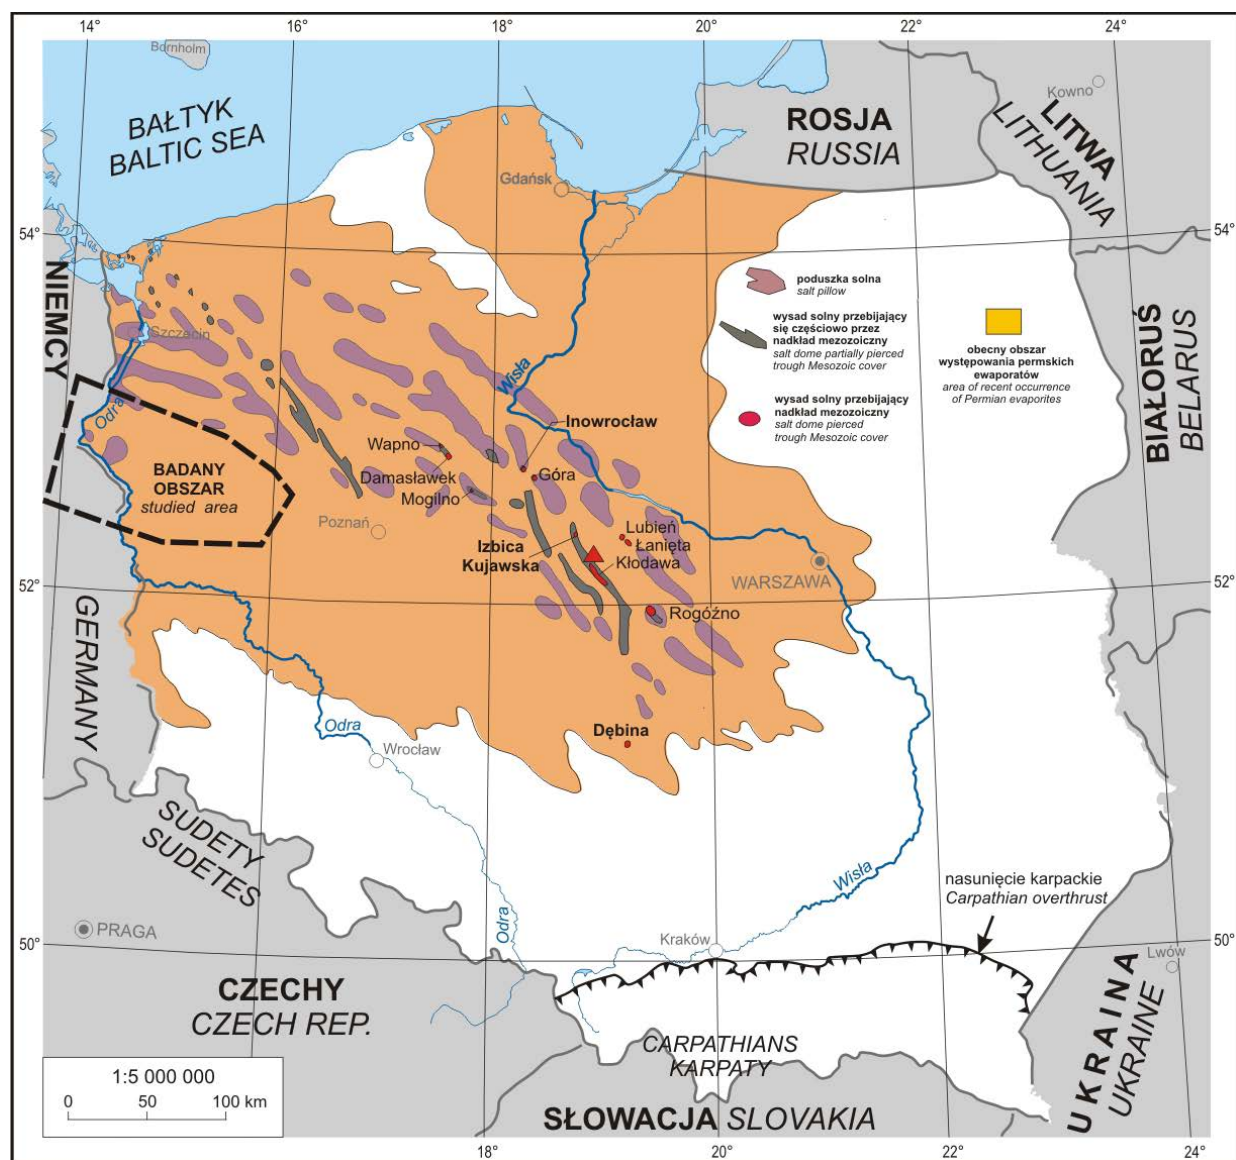 14°
16°
18°
20°
22°
24°
Bornholm
BAŁTYK
BALTIC SEA
ROSJA
RUSSIA
Kowno
LITWA
LITHUANIA
Gdańsk
54°
54°
NIEMCY
Szczecin
Odra
Wisła
poduszka solna
salt pillow
wysad solny przebijający
się częściowo przez
nadkład mezozoiczny
salt dome partially pierced
trough Mesozoic cover
wysad solny przebijający
nadkład mezozoiczny
salt dome pierced
trough Mesozoic cover
obecny obszar
występowania permskich
ewaporatów
area of recent occurrence
of Permian evaporites
BIAŁORUŚ
BELARUS
Inowrocław
Wapno
Damasławek
Góra
Mogilno
BADANY
OBSZAR
studied area
Poznań
Lubień
Łanięta
Izbica
Kujawska
Kłodawa
WARSZAWA
52°
52°
Rogóźno
GERMANY
Odra
Wrocław
Dębina
SUDETY
SUDETES
Wisła
nasunięcie karpackie
Carpathian overthrust
PRAGA
50°
50°
Odra
Kraków
Lwów
CZECHY
CZECH REP.
CARPATHIANS
KARPATY
UKRAINA
UKRAINE
1:5 000 000
0 50 100 km
SŁOWACJA SLOVAKIA
18°
20°
22°
24°